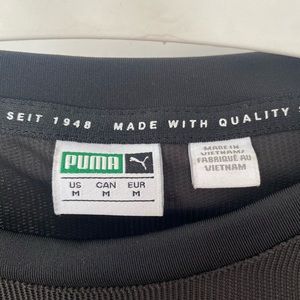 SEIT 1948 MADE WITH QUALITY
PUMA
US CAN EUR
M M M
MADE IN
VIETNAM/
FABRIQUÉ AU
VIETNAM